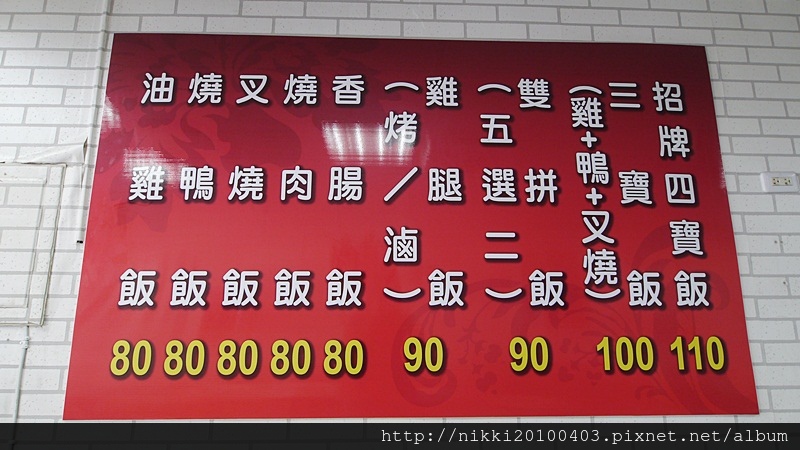 招牌四寶飯 110
三寶飯 (雞+鴨+叉燒) 100
雙拼飯 (五選二) 90
雞腿飯 (烤/滷) 90
香腸飯 80
燒肉飯 80
叉燒飯 80
燒鴨飯 80
油雞飯 80
http://nikki20100403.pixnet.net/album